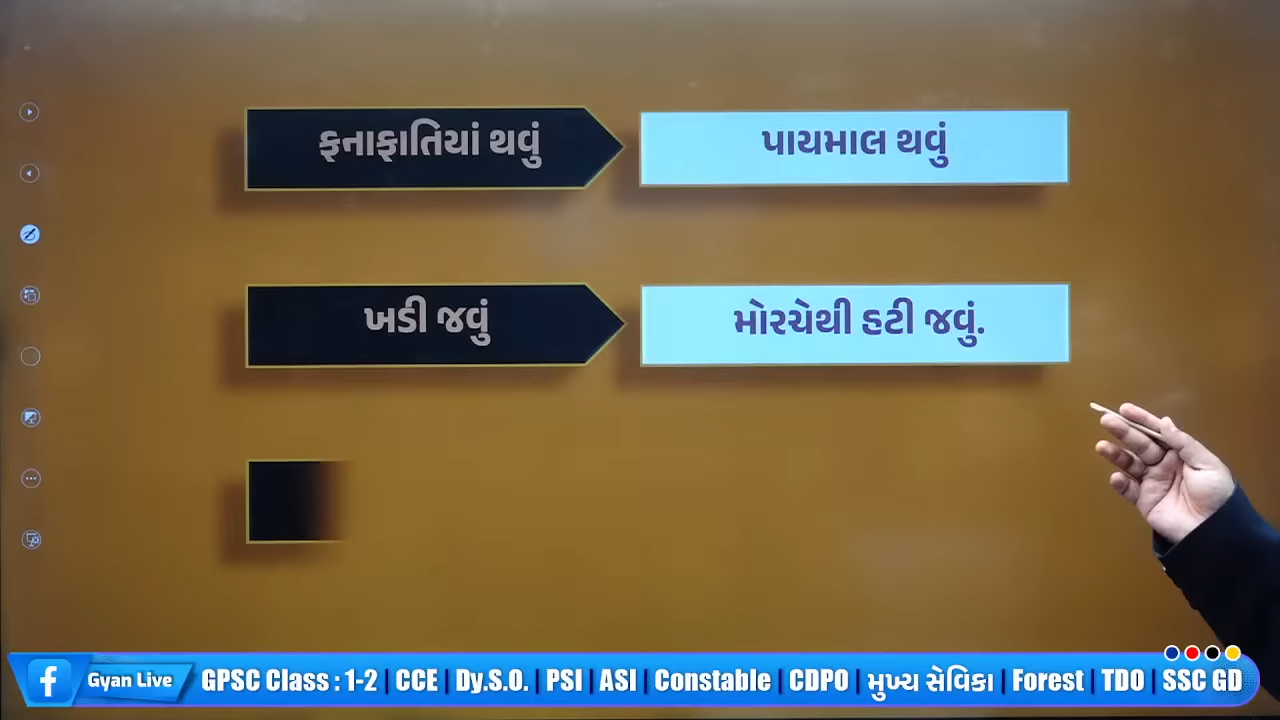 ફનાફાતિયાં થવું
પાયમાલ થવું
ખડી જવું
મોરચેથી હટી જવું.
Gyan Live
GPSC Class : 1-2 | CCE | Dy.S.O. | PSI | ASI | Constable | CDPO | મુખ્ય સેવિકા | Forest | TDO | SSC GD